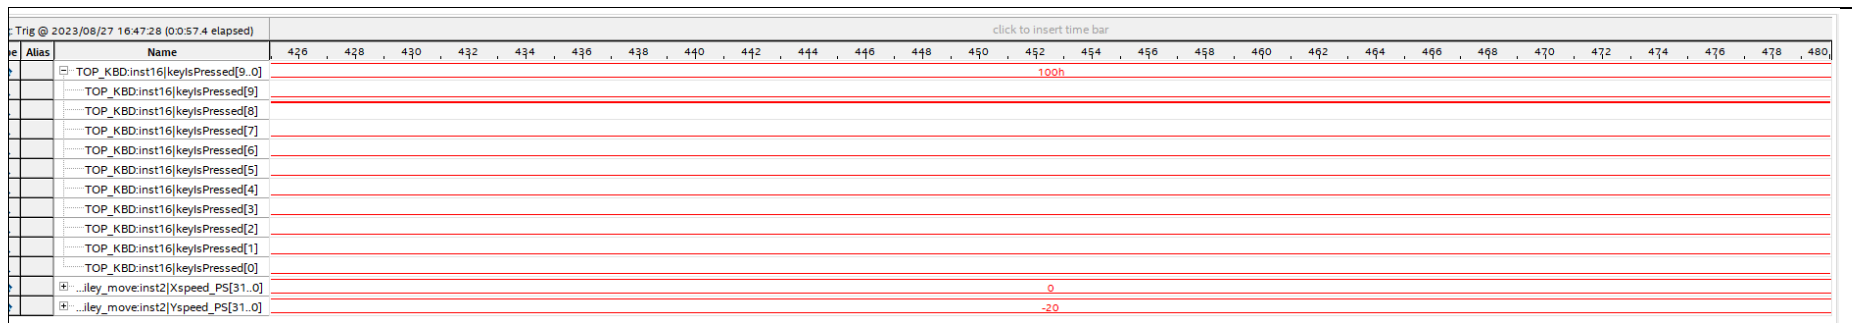 : Trig @ 2023/08/27 16:47:28 (0:0:57.4 elapsed) click to insert time bar
pe Alias Name 426 428 430 432 434 436 438 440 442 444 446 448 450 452 454 456 458 460 462 464 466 468 470 472 474 476 478 480
TOP_KBD:inst16|keyIsPressed[9..0] 100h
TOP_KBD:inst16|keyIsPressed[9]
TOP_KBD:inst16|keyIsPressed[8]
TOP_KBD:inst16|keyIsPressed[7]
TOP_KBD:inst16|keyIsPressed[6]
TOP_KBD:inst16|keyIsPressed[5]
TOP_KBD:inst16|keyIsPressed[4]
TOP_KBD:inst16|keyIsPressed[3]
TOP_KBD:inst16|keyIsPressed[2]
TOP_KBD:inst16|keyIsPressed[1]
TOP_KBD:inst16|keyIsPressed[0]
...iley_move:inst2|Xspeed_PS[31..0] 0
...iley_move:inst2|Yspeed_PS[31..0] -20